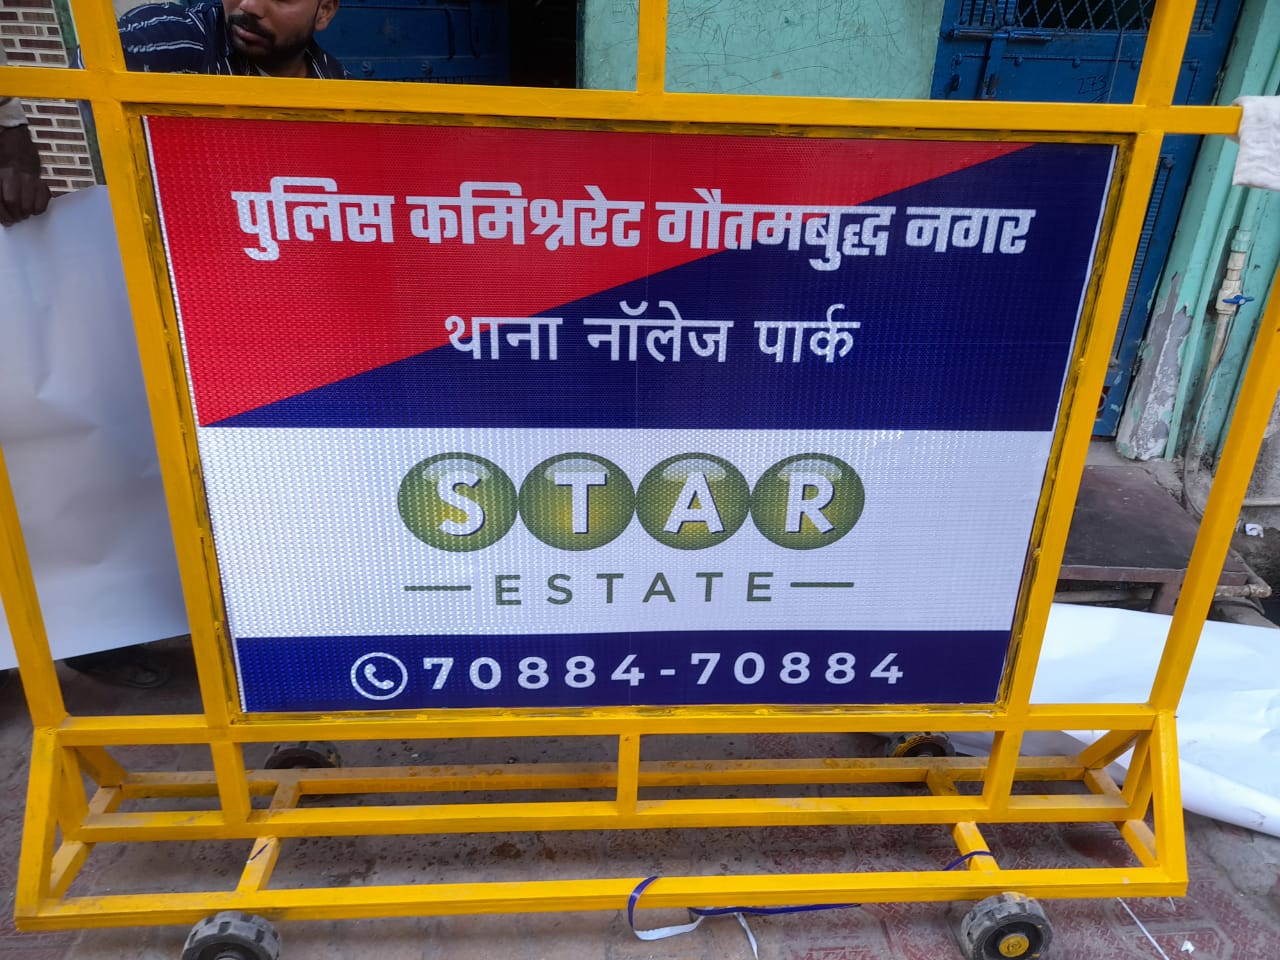 पुलिस कमिश्नरेट गौतमबुद्ध नगर
थाना नॉलेज पार्क
STAR
ESTATE
70884-70884